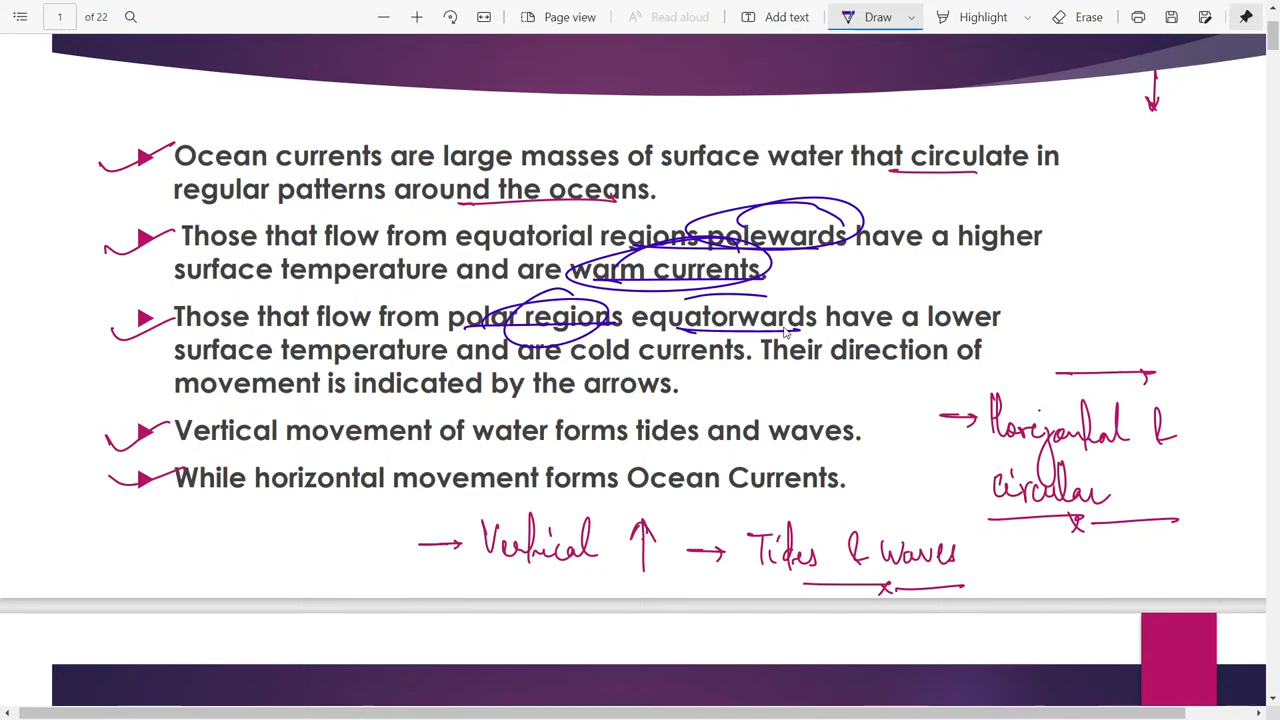 1 of 22 Page view Read aloud Add text Draw Highlight Erase
Ocean currents are large masses of surface water that circulate in
regular patterns around the oceans.
Those that flow from equatorial regions polewards have a higher
surface temperature and are warm currents.
Those that flow from polar regions equatorwards have a lower
surface temperature and are cold currents. Their direction of
movement is indicated by the arrows.
Vertical movement of water forms tides and waves.
While horizontal movement forms Ocean Currents.
→ Horizontal &
circular
→ Vertical ↑ → Tides & waves